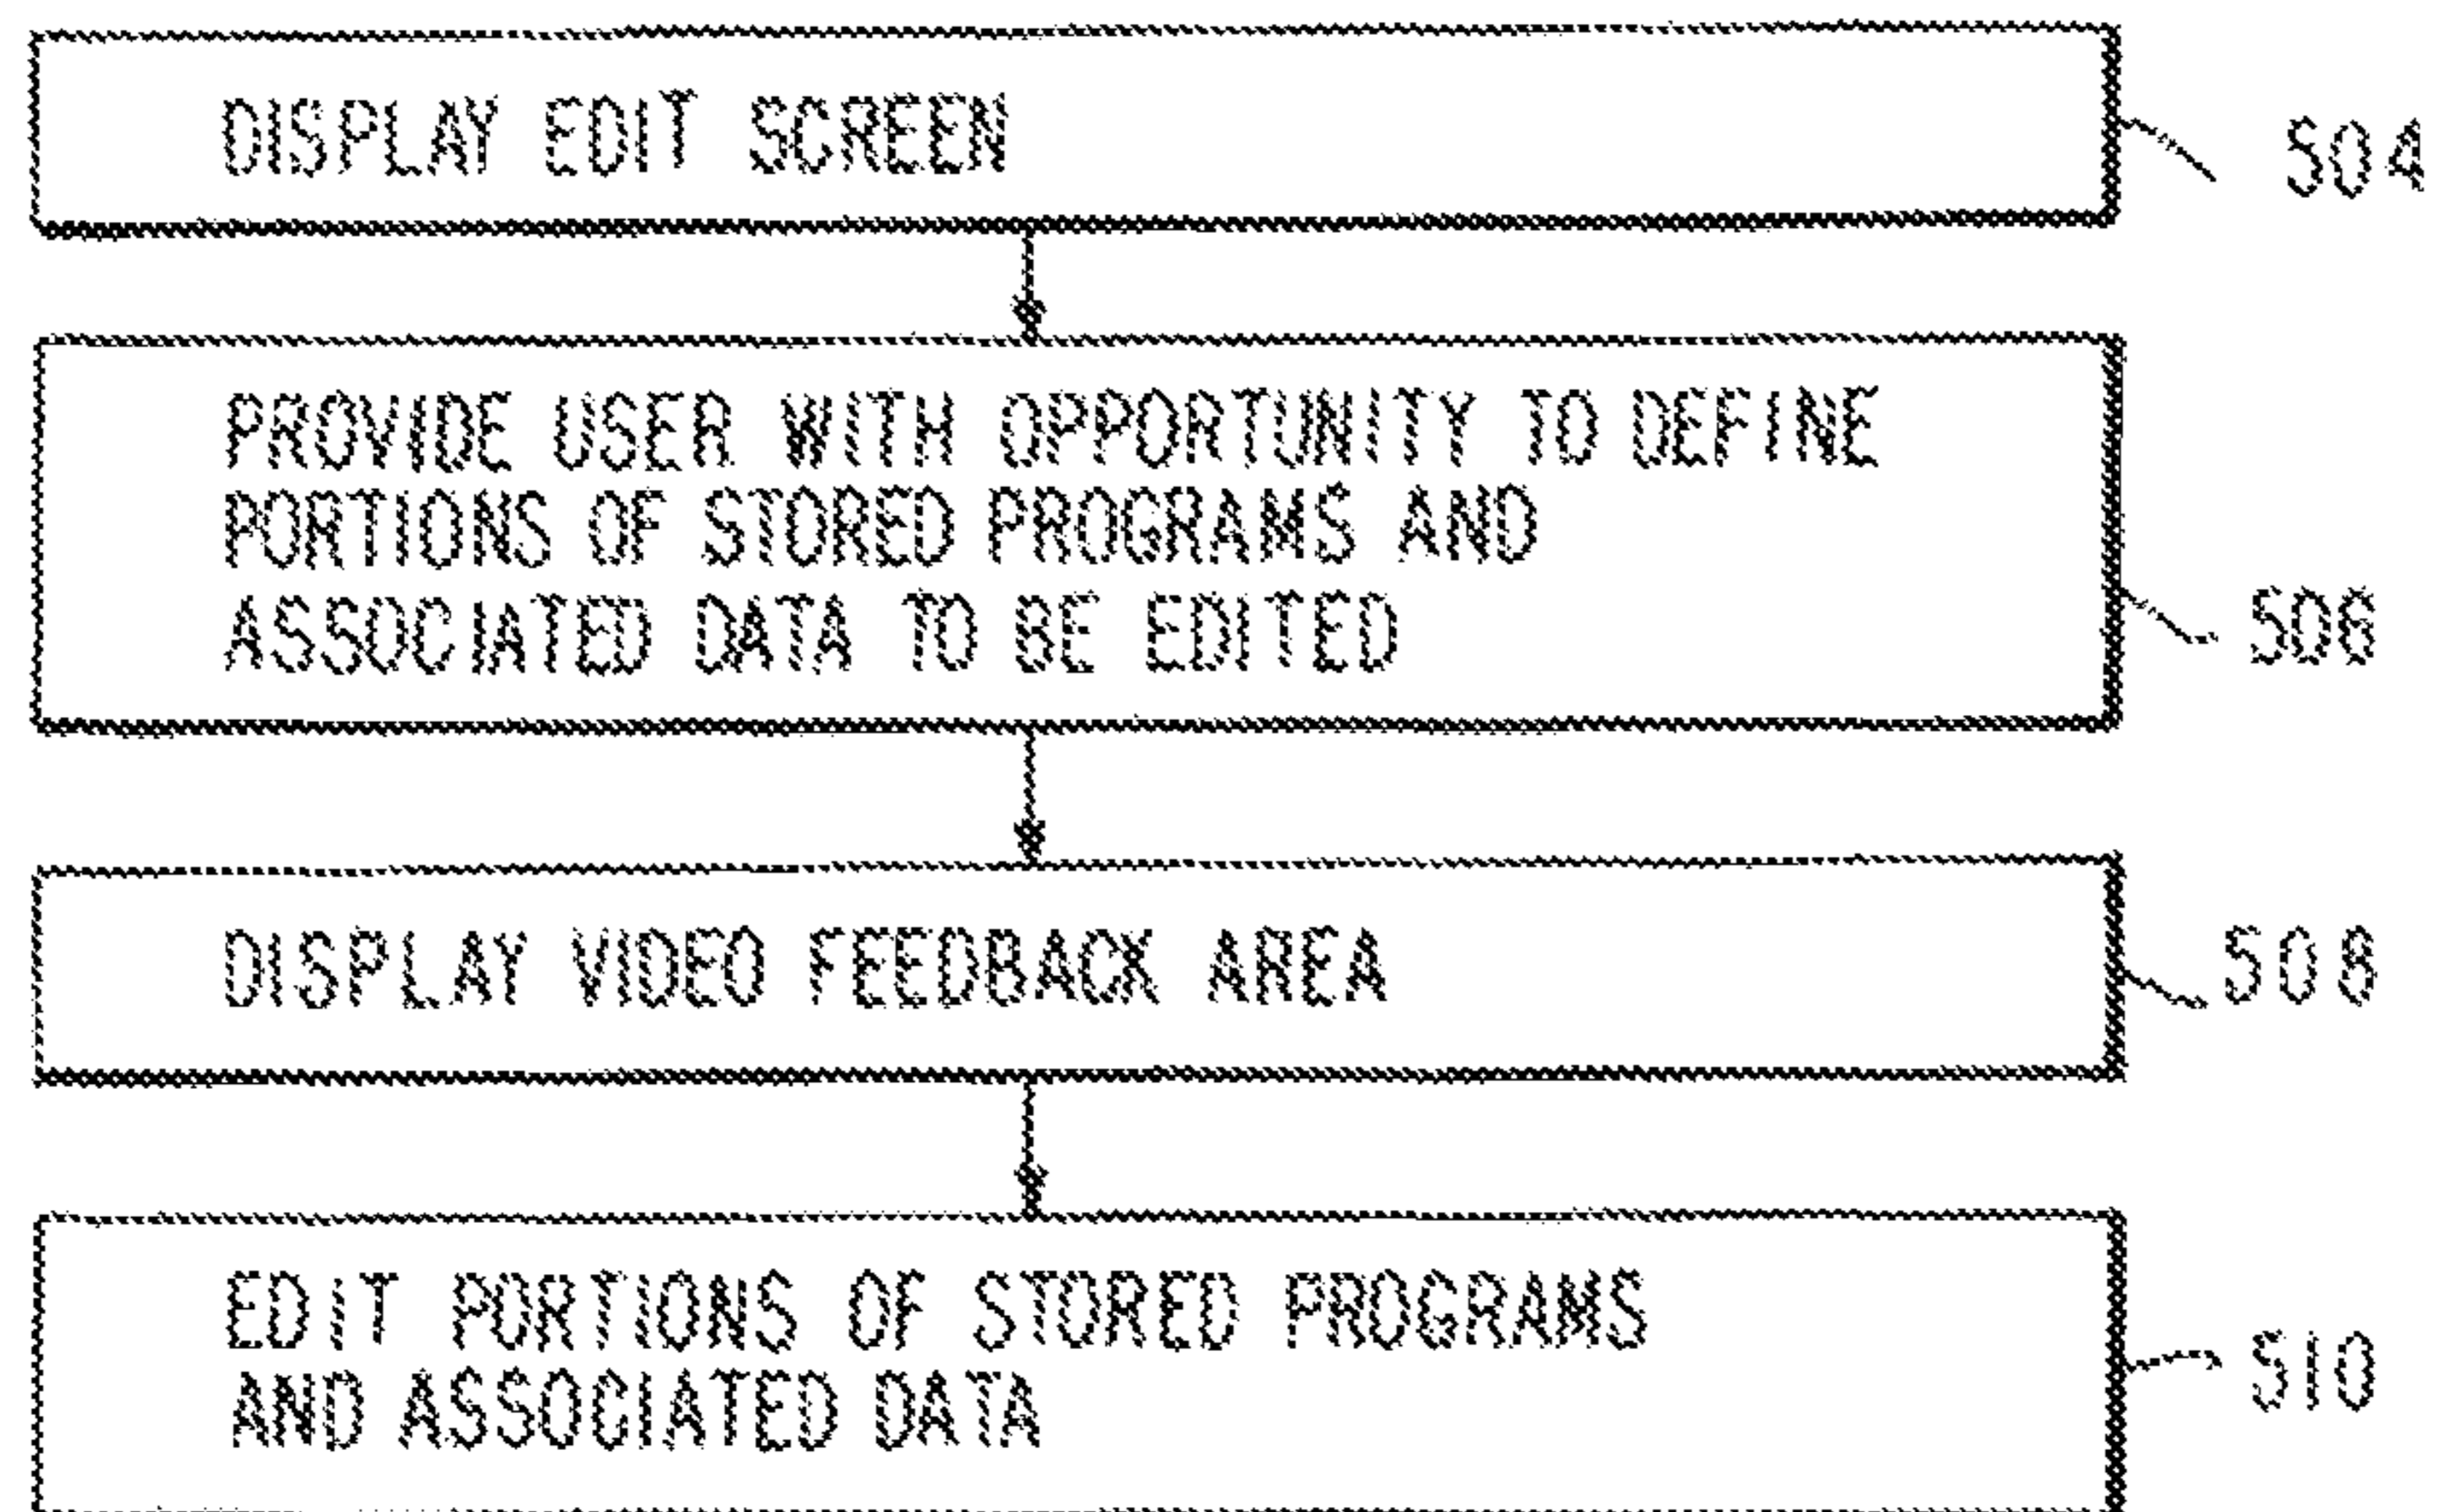 DISPLAY EDIT SCREEN
504
PROVIDE USER WITH OPPORTUNITY TO DEFINE
PORTIONS OF STORED PROGRAMS AND
ASSOCIATED DATA TO BE EDITED
506
DISPLAY VIDEO FEEDBACK AREA
508
EDIT PORTIONS OF STORED PROGRAMS
AND ASSOCIATED DATA
510